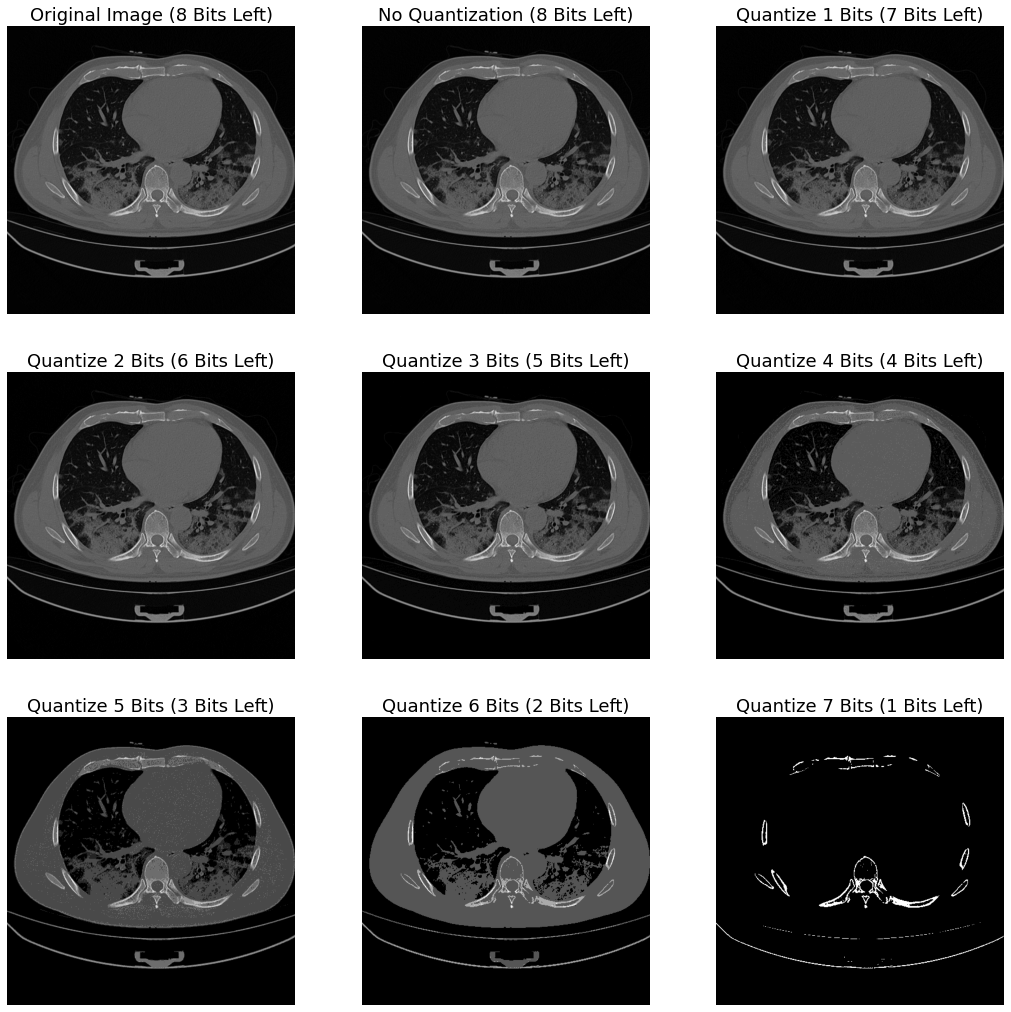 Original Image (8 Bits Left)
No Quantization (8 Bits Left)
Quantize 1 Bits (7 Bits Left)
Quantize 2 Bits (6 Bits Left)
Quantize 3 Bits (5 Bits Left)
Quantize 4 Bits (4 Bits Left)
Quantize 5 Bits (3 Bits Left)
Quantize 6 Bits (2 Bits Left)
Quantize 7 Bits (1 Bits Left)